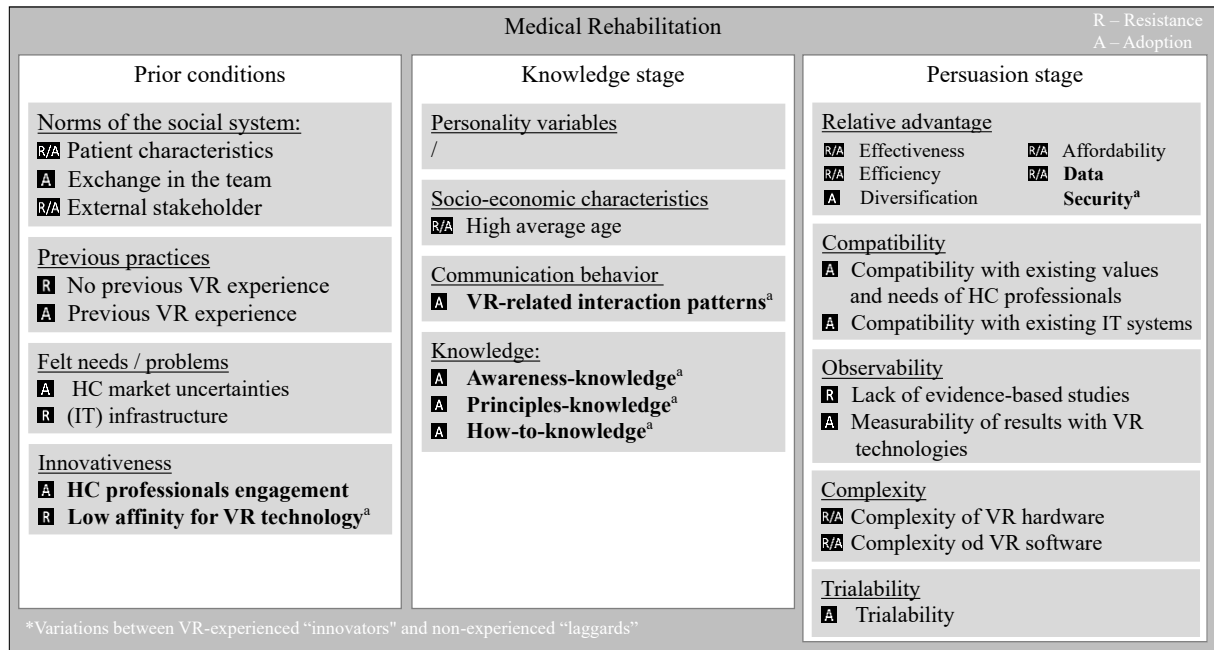 Medical Rehabilitation
R – Resistance
A – Adoption
Prior conditions
Norms of the social system:
R/A Patient characteristics
A Exchange in the team
R/A External stakeholder
Previous practices
R No previous VR experience
A Previous VR experience
Felt needs / problems
A HC market uncertainties
R (IT) infrastructure
Innovativeness
A HC professionals engagement
R Low affinity for VR technologyᵃ
Knowledge stage
Personality variables
/
Socio-economic characteristics
R/A High average age
Communication behavior
A VR-related interaction patternsᵃ
Knowledge:
A Awareness-knowledgeᵃ
A Principles-knowledgeᵃ
A How-to-knowledgeᵃ
Persuasion stage
Relative advantage
R/A Effectiveness
R/A Efficiency
A Diversification
R/A Affordability
R/A Data
Securityᵃ
Compatibility
A Compatibility with existing values
and needs of HC professionals
A Compatibility with existing IT systems
Observability
R Lack of evidence-based studies
A Measurability of results with VR
technologies
Complexity
R/A Complexity of VR hardware
R/A Complexity od VR software
Trialability
A Trialability
*Variations between VR-experienced “innovators" and non-experienced “laggards”